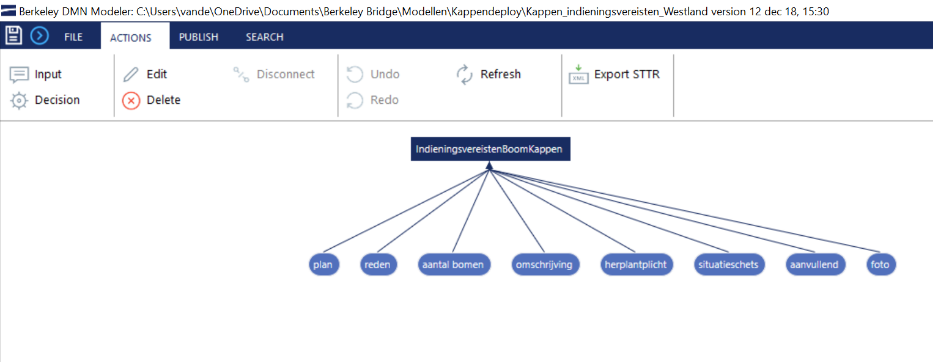 Berkeley DMN Modeler: C:\Users\vande\OneDrive\Documents\Berkeley Bridge\Modellen\Kappendeploy\Kappen_indieningsvereisten_Westland version 12 dec 18, 15:30
FILE ACTIONS PUBLISH SEARCH
Input Edit Disconnect Undo Refresh XML Export STTR
Decision Delete Redo
IndieningsvereistenBoomKappen
plan reden aantal bomen omschrijving herplantplicht situatieschets aanvullend foto